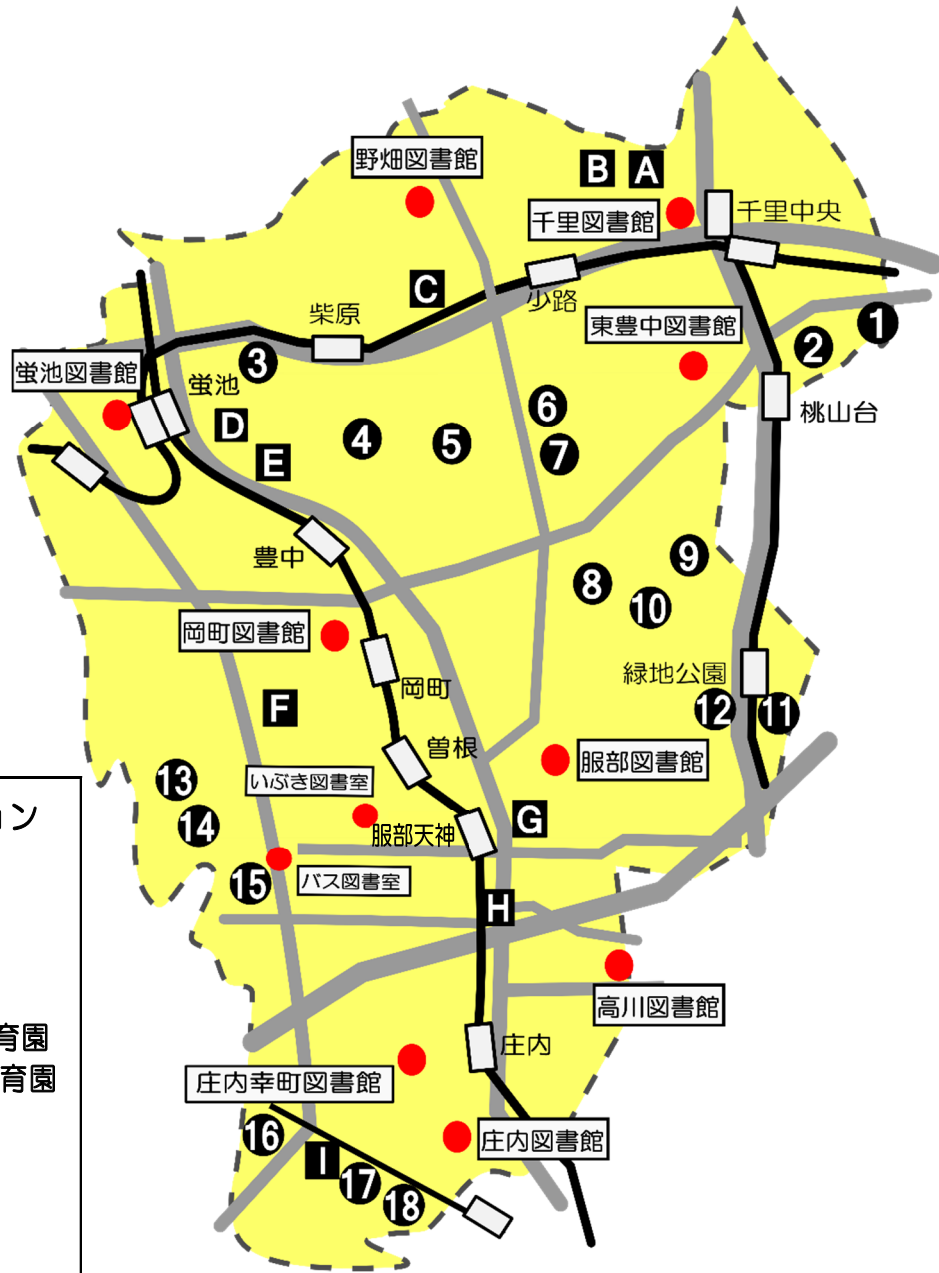 野畑図書館
B
A
千里図書館
千里中央
C
少路
柴原
東豊中図書館
1
2
3
蛍池図書館
蛍池
6
桃山台
D
4
5
7
E
豊中
9
8
10
岡町図書館
岡町
緑地公園
F
12
11
曽根
服部図書館
13
いぶき図書室
ョン
14
服部天神
G
15
バス図書室
H
高川図書館
育園
庄内
育園
庄内幸町図書館
16
庄内図書館
I
17
18